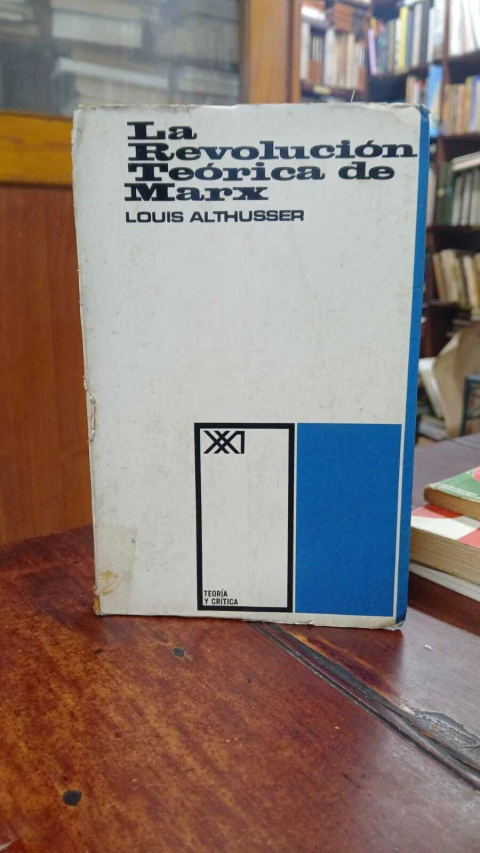 La
Revolución
Teórica de
Marx
LOUIS ALTHUSSER
XXI
TEORÍA
Y CRÍTICA